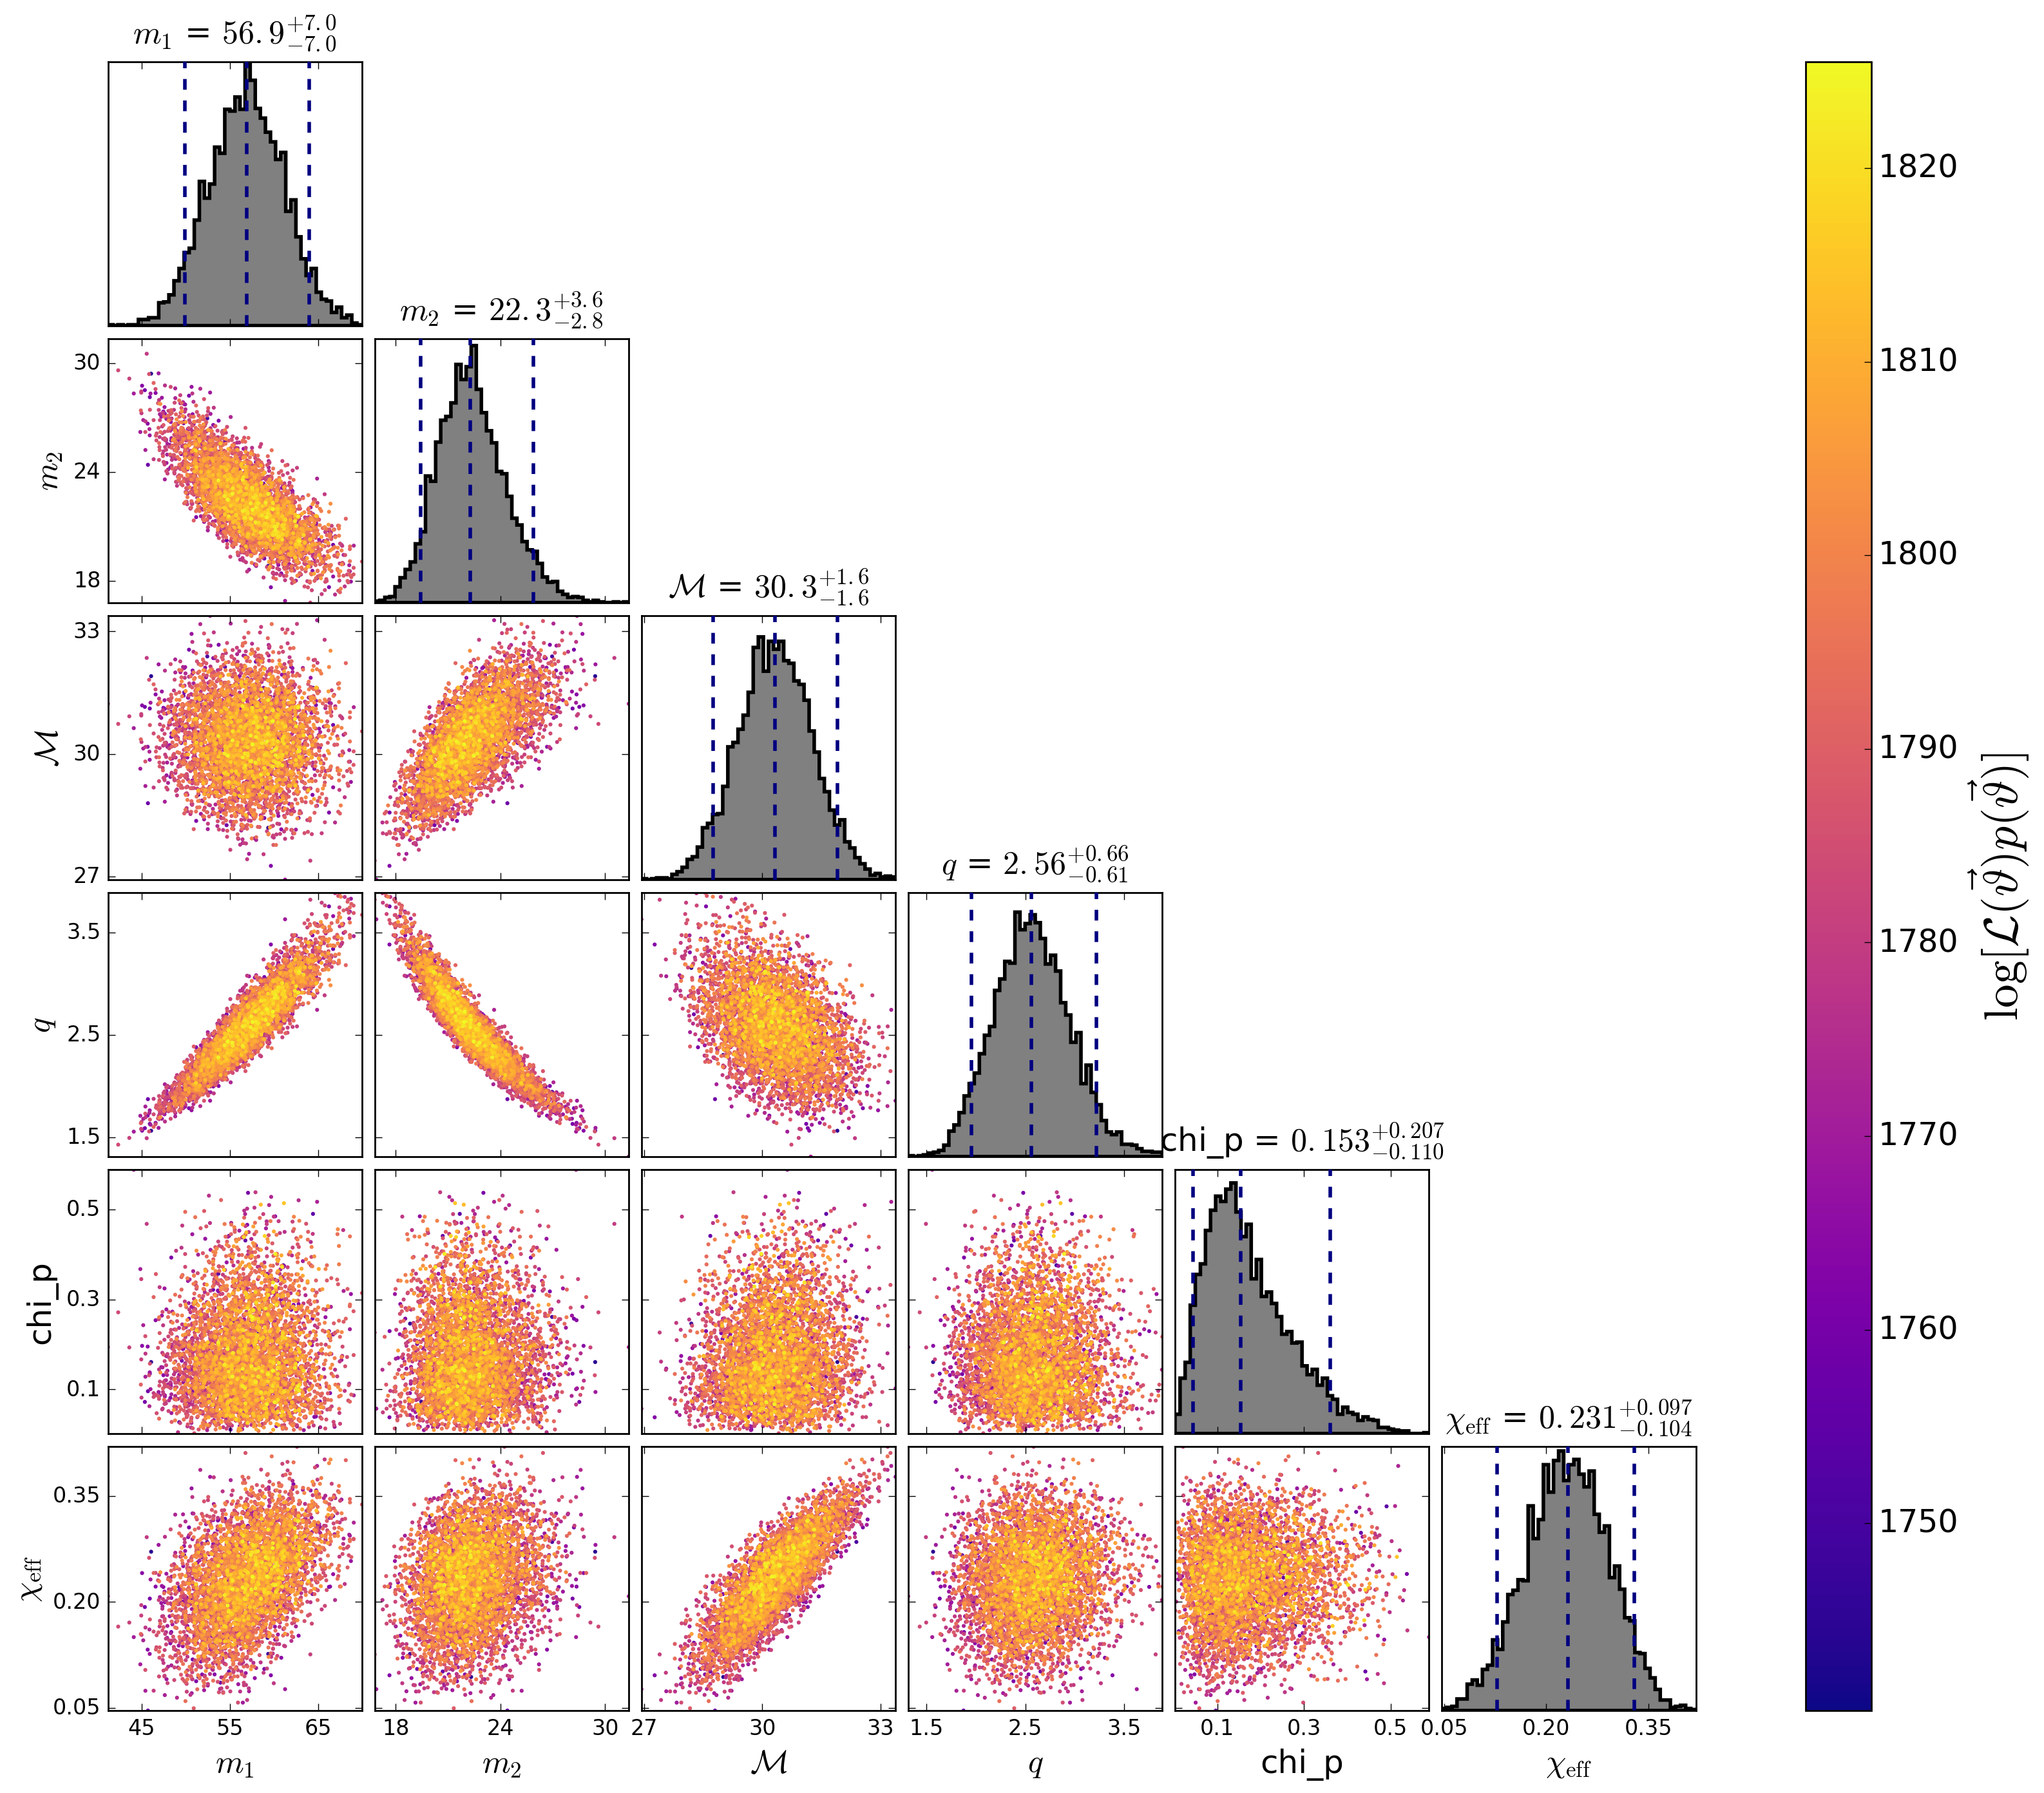 m₁ = 56.9⁺⁷·⁰₋₇.₀
m₂ = 22.3⁺³·⁶₋₂.₈
30
24
18
m₂
ℳ = 30.3⁺¹·⁶₋₁.₆
33
30
27
ℳ
q = 2.56⁺⁰·⁶⁶₋₀.₆₁
3.5
2.5
1.5
q
chi_p = 0.153⁺⁰·²⁰⁷₋₀.₁₁₀
0.5
0.3
0.1
chi_p
χeff = 0.231⁺⁰·⁰⁹⁷₋₀.₁₀₄
0.35
0.20
0.05
χeff
45 55 65
18 24 30
27 30 33
1.5 2.5 3.5
0.1 0.3 0.5
0.05 0.20 0.35
m₁
m₂
ℳ
q
chi_p
χeff
1820
1810
1800
1790
1780
1770
1760
1750
log[ℒ(ϑ⃗)p(ϑ⃗)]